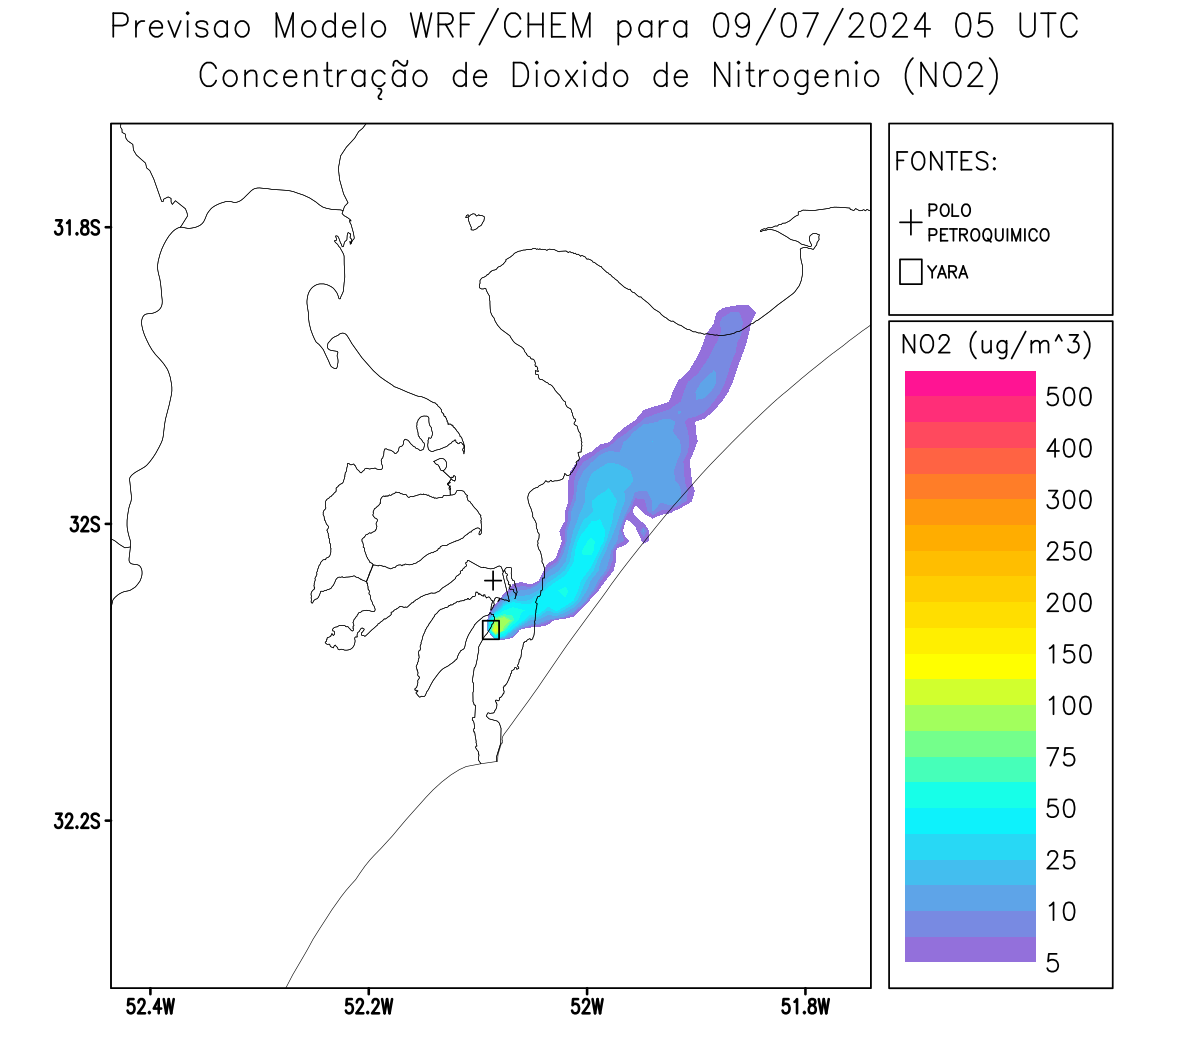 Previsao Modelo WRF/CHEM para 09/07/2024 05 UTC
Concentração de Dioxido de Nitrogenio (NO2)
FONTES:
POLO
PETROQUIMICO
YARA
31.8S
32S
32.2S
52.4W
52.2W
52W
51.8W
NO2 (ug/m^3)
500
400
300
250
200
150
100
75
50
25
10
5